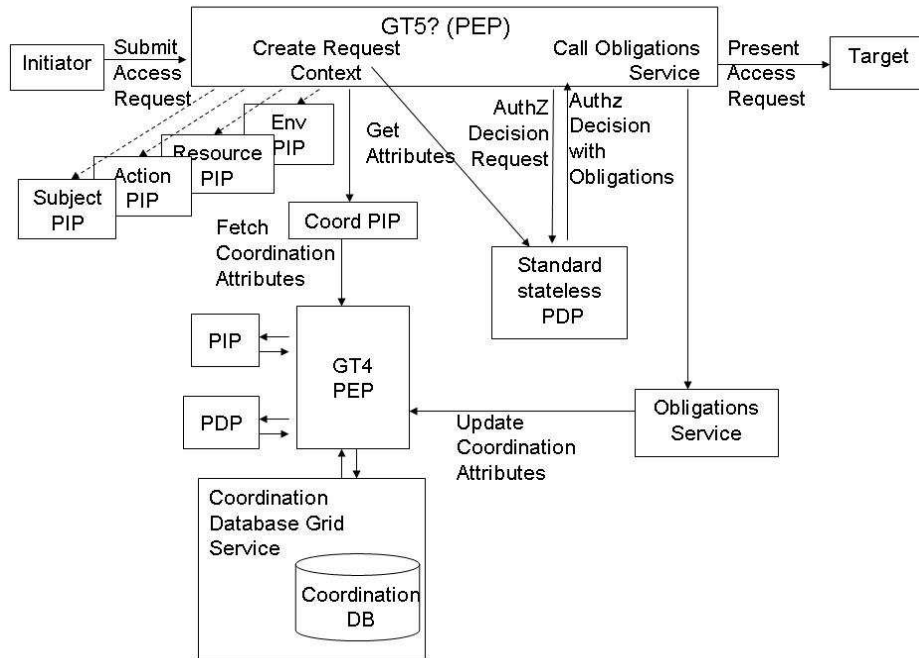 GT5? (PEP)
Initiator
Submit
Access
Request
Create Request
Context
Call Obligations
Service
Present
Access
Request
Target
Env
PIP
Resource
PIP
Action
PIP
Subject
PIP
Get
Attributes
AuthZ
Decision
Request
Authz
Decision
with
Obligations
Coord PIP
Fetch
Coordination
Attributes
Standard
stateless
PDP
PIP
GT4
PEP
PDP
Update
Coordination
Attributes
Obligations
Service
Coordination
Database Grid
Service
Coordination
DB